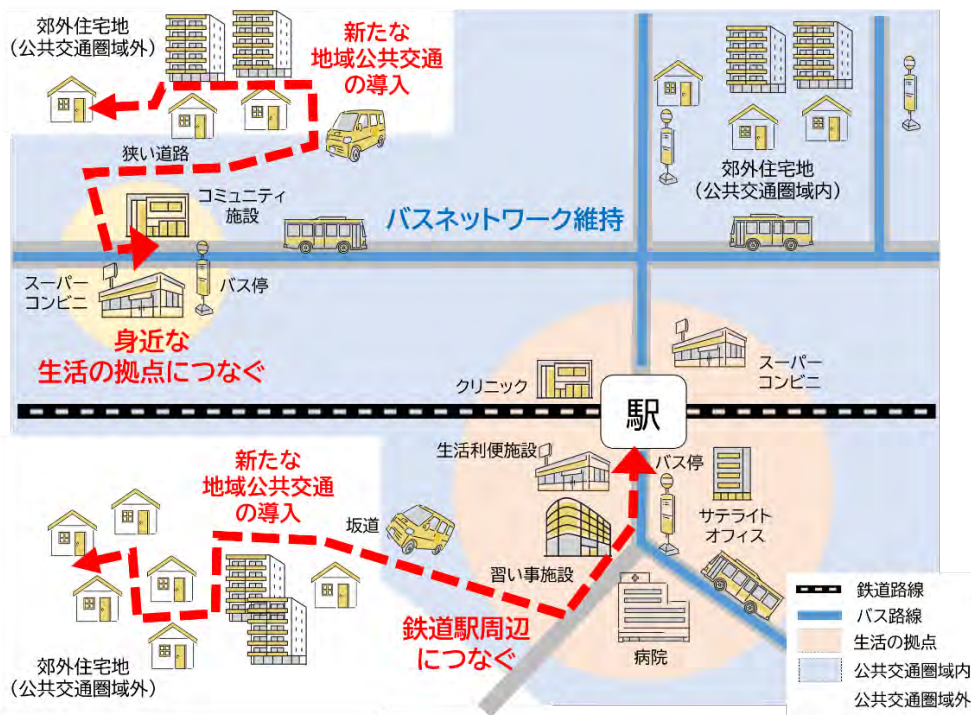 郊外住宅地
(公共交通圏域外)
新たな
地域公共交通
の導入
狭い道路
コミュニティ
施設
バスネットワーク維持
郊外住宅地
(公共交通圏域内)
スーパー
コンビニ
バス停
身近な
生活の拠点につなぐ
クリニック
スーパー
コンビニ
駅
新たな
地域公共交通
の導入
坂道
生活利便施設
バス停
サテライト
オフィス
習い事施設
鉄道駅周辺
につなぐ
病院
郊外住宅地
(公共交通圏域外)
鉄道路線
バス路線
生活の拠点
公共交通圏域内
公共交通圏域外